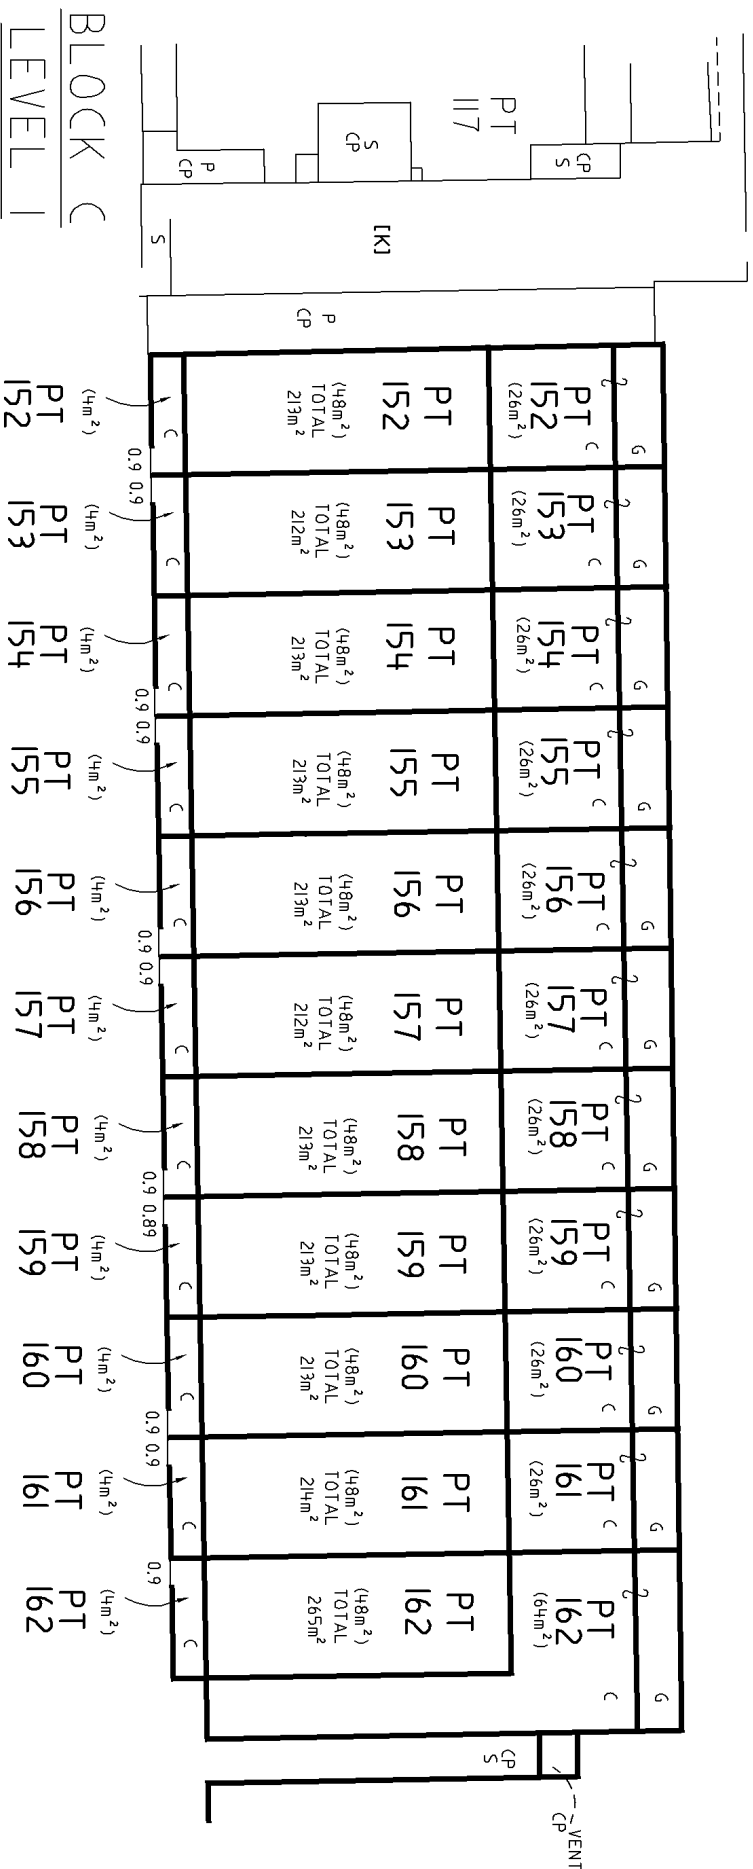 BLOCK C
LEVEL 1
PT
117
CP
S
S
CP
P
CP
[K]
S
P
CP
G
PT
152
(26m²)
C
PT
152
(48m²)
TOTAL
213m²
C
(4m²)
PT
152
0.9 0.9
G
PT
153
(26m²)
C
PT
153
(48m²)
TOTAL
212m²
C
(4m²)
PT
153
G
PT
154
(26m²)
C
PT
154
(48m²)
TOTAL
213m²
C
(4m²)
PT
154
0.9 0.9
G
PT
155
(26m²)
C
PT
155
(48m²)
TOTAL
213m²
C
(4m²)
PT
155
G
PT
156
(26m²)
C
PT
156
(48m²)
TOTAL
213m²
C
(4m²)
PT
156
0.9 0.9
G
PT
157
(26m²)
C
PT
157
(48m²)
TOTAL
212m²
C
(4m²)
PT
157
G
PT
158
(26m²)
C
PT
158
(48m²)
TOTAL
213m²
C
(4m²)
PT
158
0.9 0.89
G
PT
159
(26m²)
C
PT
159
(48m²)
TOTAL
213m²
C
(4m²)
PT
159
G
PT
160
(26m²)
C
PT
160
(48m²)
TOTAL
213m²
C
(4m²)
PT
160
0.9 0.9
G
PT
161
(26m²)
C
PT
161
(48m²)
TOTAL
214m²
C
(4m²)
PT
161
0.9
G
PT
162
(64m²)
C
PT
162
(48m²)
TOTAL
265m²
C
(4m²)
PT
162
CP
S
VENT
CP